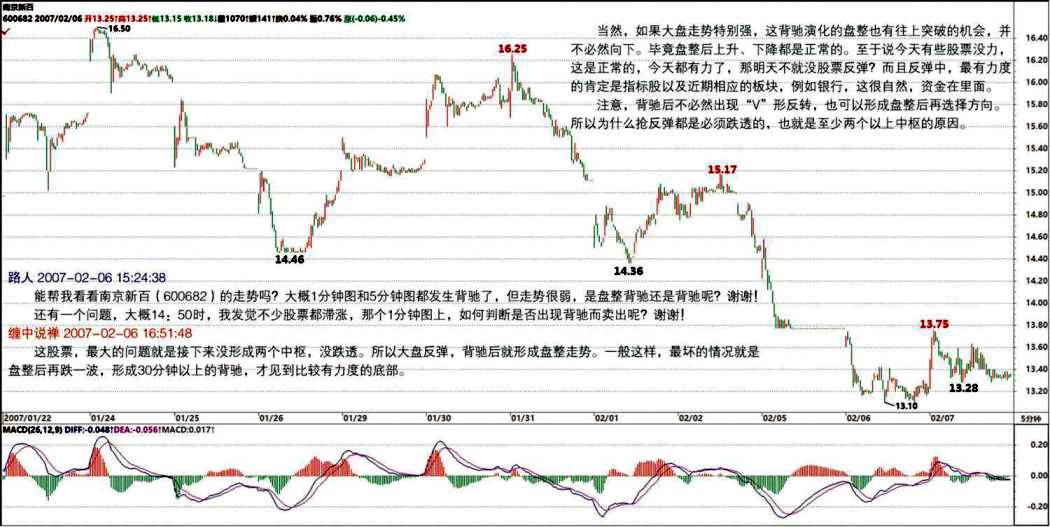 南京新百
600682 2007/02/06 开13.25↑高13.25↑低13.15 收13.18↓量1070↑额141↑换0.04% 振0.76% 涨(-0.06)-0.45%
16.50
当然，如果大盘走势特别强，这背驰演化的盘整也有往上突破的机会，并
不必然向下。毕竟盘整后上升、下降都是正常的。至于说今天有些股票没力，
这是正常的，今天都有力了，那明天不就没股票反弹？而且反弹中，最有力度
的肯定是指标股以及近期相应的板块，例如银行，这很自然，资金在里面。
注意，背驰后不必然出现“V”形反转，也可以形成盘整后再选择方向。
所以为什么抢反弹都是必须跌透的，也就是至少两个以上中枢的原因。
16.25
15.17
14.46
14.36
路人 2007-02-06 15:24:38
能帮我看看南京新百（600682）的走势吗？大概1分钟图和5分钟图都发生背驰了，但走势很弱，是盘整背驰还是背驰呢？谢谢！
还有一个问题，大概14：50时，我发觉不少股票都滞涨，那个1分钟图上，如何判断是否出现背驰而卖出呢？谢谢！
缠中说禅 2007-02-06 16:51:48
这股票，最大的问题就是接下来没形成两个中枢，没跌透。所以大盘反弹，背驰后就形成盘整走势。一般这样，最坏的情况就是
盘整后再跌一波，形成30分钟以上的背驰，才见到比较有力度的底部。
13.75
13.28
13.10
16.40
16.20
16.00
15.80
15.60
15.40
15.20
15.00
14.80
14.60
14.40
14.20
14.00
13.80
13.60
13.40
13.20
2007/01/22 01/24 01/25 01/26 01/29 01/30 01/31 02/01 02/02 02/05 02/06 02/07 5分钟
MACD(26,12,9) DIFF:-0.048↑DEA:-0.056↑MACD:0.017↑
0.20
0.00
-0.20